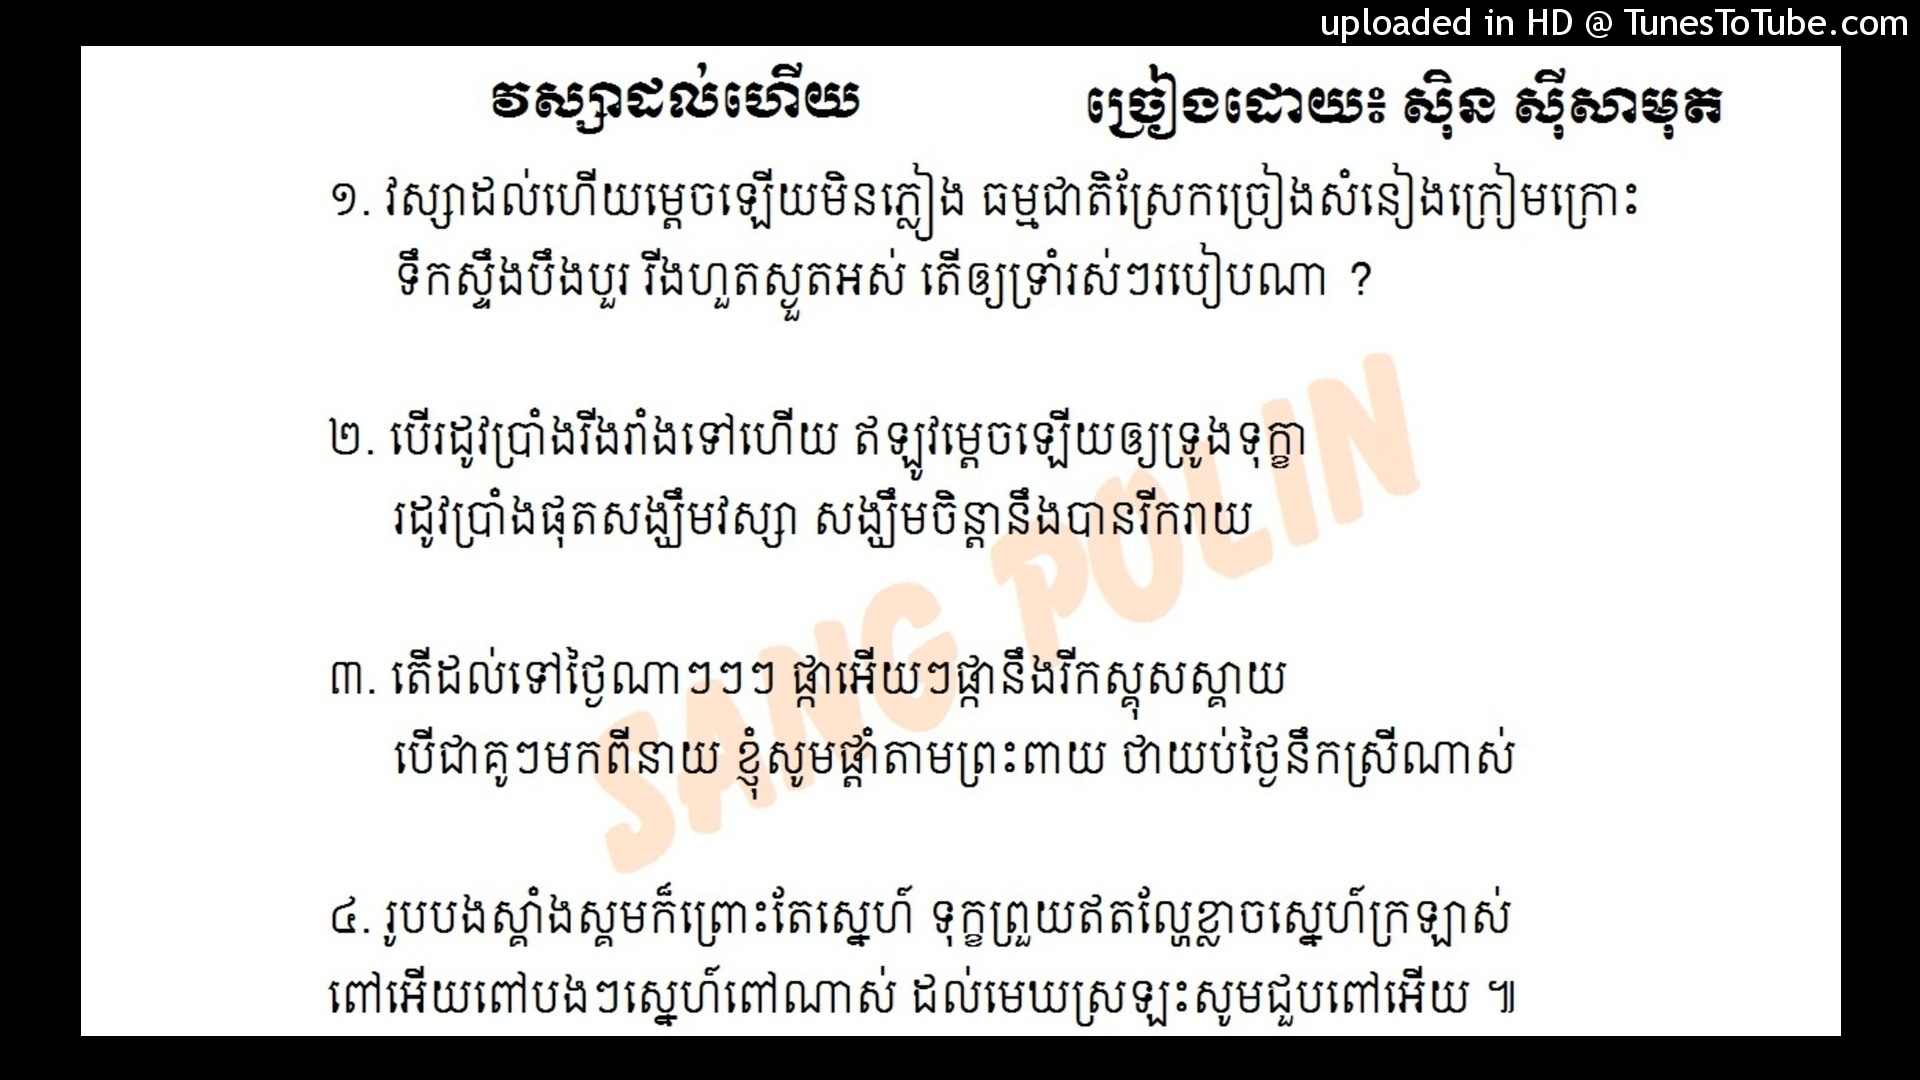 uploaded in HD @ TunesToTube.com
វស្សាដល់ហើយ ច្រៀងដោយ៖ ស៊ិន ស៊ីសាមុត
១. វស្សាដល់ហើយម្ដេចឡើយមិនភ្លៀង ធម្មជាតិស្រែកច្រៀងសំនៀងក្រៀមក្រោះ
ទឹកស្ទឹងបឹងបួរ រីងហួតស្ងួតអស់ តើឲ្យទ្រាំរស់ៗរបៀបណា ?
២. បើរដូវប្រាំងរីងរាំងទៅហើយ ឥឡូវម្ដេចឡើយឲ្យទ្រូងទុក្ខា
រដូវប្រាំងផុតសង្ឃឹមវស្សា សង្ឃឹមចិន្ដានឹងបានរីករាយ
៣. តើដល់ទៅថ្ងៃណាៗៗៗ ផ្កាអើយៗផ្កានឹងរីកស្គុសស្គាយ
បើជាគូៗមកពីនាយ ខ្ញុំសូមផ្ដាំតាមព្រះពាយ ថាយប់ថ្ងៃនឹកស្រីណាស់
៤. រូបបងស្គាំងស្គមក៏ព្រោះតែស្នេហ៍ ទុក្ខព្រួយឥតល្ហែខ្លាចស្នេហ៍ក្រឡាស់
ពៅអើយពៅបងៗស្នេហ៍ពៅណាស់ ដល់មេឃស្រឡះសូមជួបពៅអើយ ៕
SANG POLIN